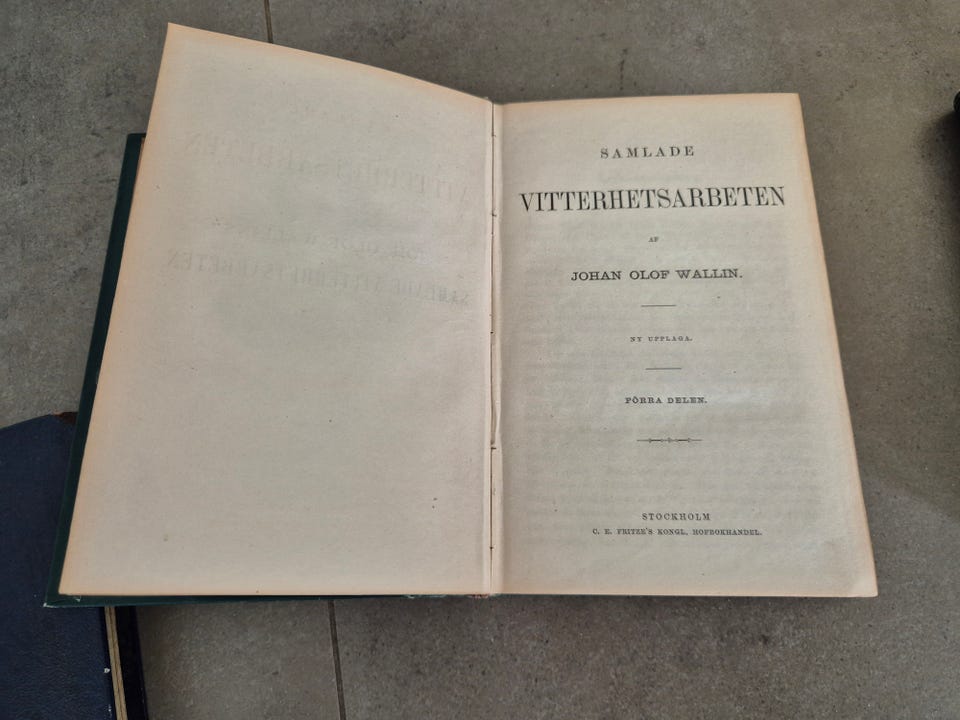 SAMLADE
VITTERHETSARBETEN
AF
JOHAN OLOF WALLIN.
NY UPPLAGA.
FÖRRA DELEN.
STOCKHOLM
C. E. FRITZE'S KONGL. HOFBOKHANDEL.